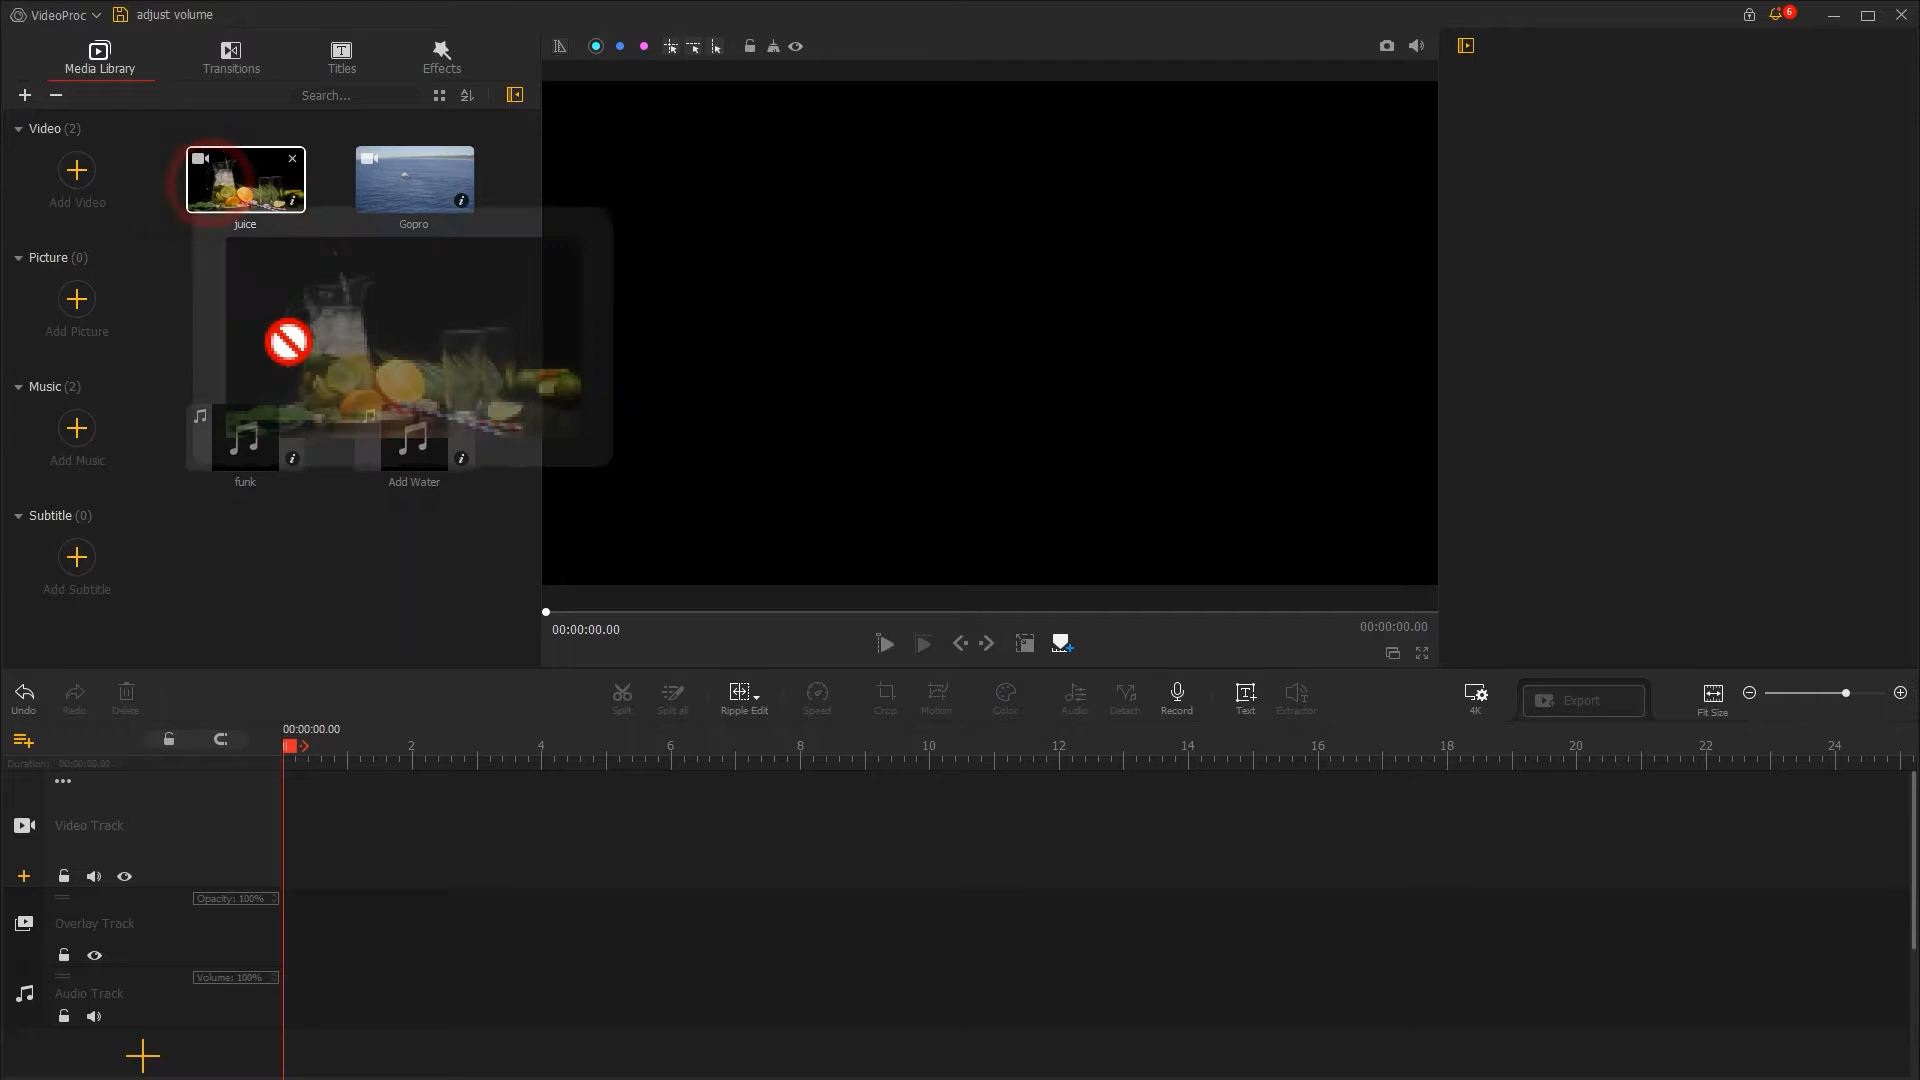 VideoProc adjust volume 6
Media Library Transitions Titles Effects
Search...
Video (2)
Add Video
juice Gopro
Picture (0)
Add Picture
Music (2)
Add Music
funk Add Water
Subtitle (0)
Add Subtitle
00:00:00.00 00:00:00.00
Undo Redo Delete Split Split all Ripple Edit Speed Crop Motion Color Audio Detach Record Text Extractor 4K Export Fit Size
00:00:00.00
2 4 6 8 10 12 14 16 18 20 22 24
Duration: 00:00:00.00
Video Track
Opacity: 100%
Overlay Track
Volume: 100%
Audio Track